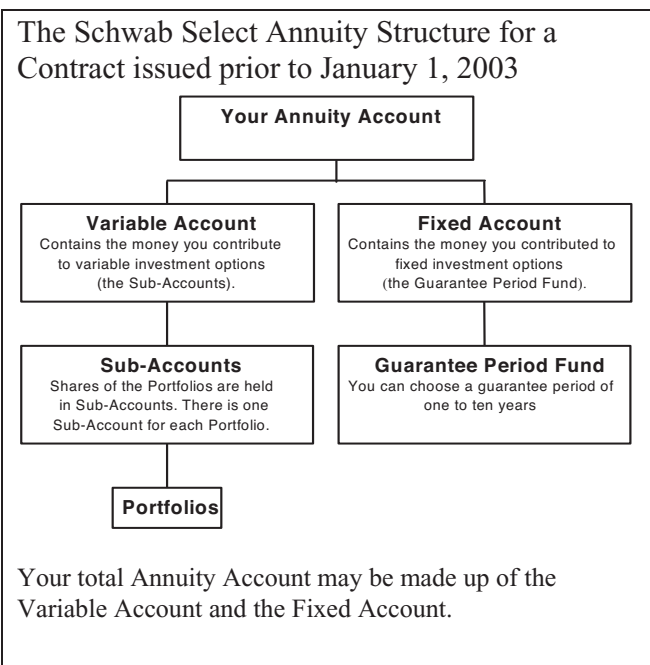 The Schwab Select Annuity Structure for a
Contract issued prior to January 1, 2003
Your Annuity Account
Variable Account
Contains the money you contribute
to variable investment options
(the Sub-Accounts).
Fixed Account
Contains the money you contributed to
fixed investment options
(the Guarantee Period Fund).
Sub-Accounts
Shares of the Portfolios are held
in Sub-Accounts. There is one
Sub-Account for each Portfolio.
Guarantee Period Fund
You can choose a guarantee period of
one to ten years
Portfolios
Your total Annuity Account may be made up of the
Variable Account and the Fixed Account.